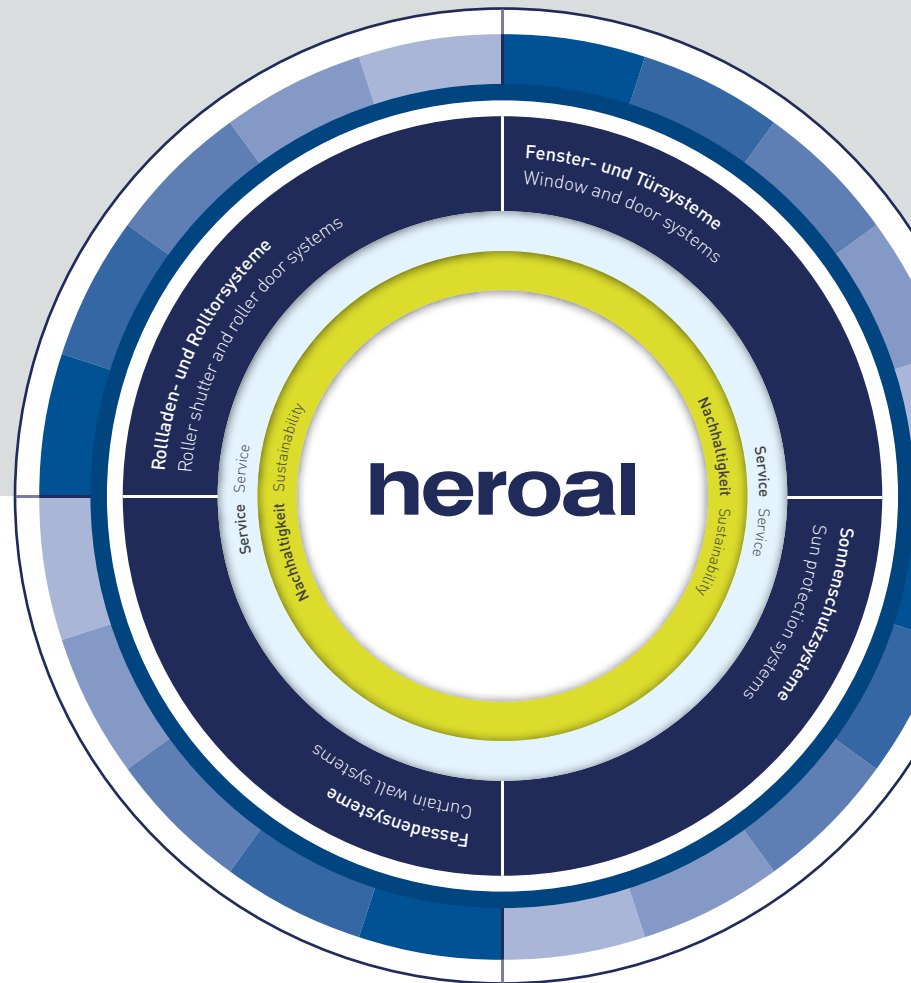 Fenster- und Türsysteme
Window and door systems
Rollladen- und Rolltorsysteme
Roller shutter and roller door systems
Service Service
Nachhaltigkeit Sustainability
heroal
Nachhaltigkeit Sustainability
Service Service
Sonnenschutzsysteme
Sun protection systems
Fassadensysteme
Curtain wall systems